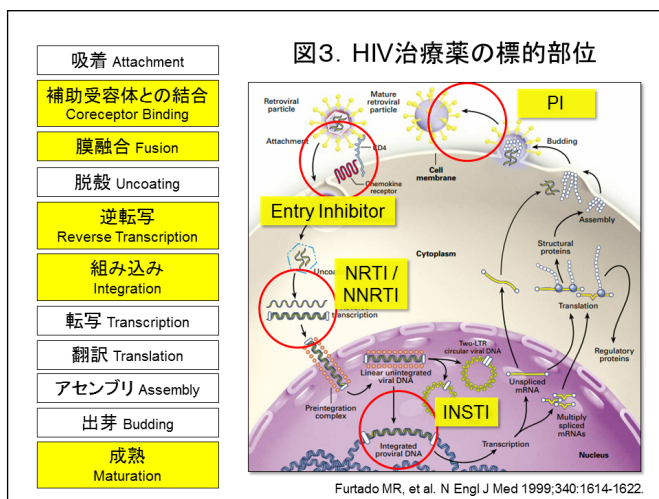 図3. HIV治療薬の標的部位
吸着 Attachment
補助受容体との結合
Coreceptor Binding
膜融合 Fusion
脱殻 Uncoating
逆転写
Reverse Transcription
組み込み
Integration
転写 Transcription
翻訳 Translation
アセンブリ Assembly
出芽 Budding
成熟
Maturation
Retroviral
particle
Mature
retroviral
particle
PI
Attachment
CD4
Budding
Cell
membrane
Chemokine
receptor
Entry Inhibitor
Assembly
Cytoplasm
Structural
proteins
NRTI /
NNRTI
transcription
Translation
Regulatory
proteins
Two-LTR
circular viral DNA
Linear unintegrated
viral DNA
Unspliced
mRNA
Preintegration
complex
INSTI
Multiply
spliced
mRNAs
Integrated
proviral DNA
Transcription
Nucleus
Furtado MR, et al. N Engl J Med 1999;340:1614-1622.